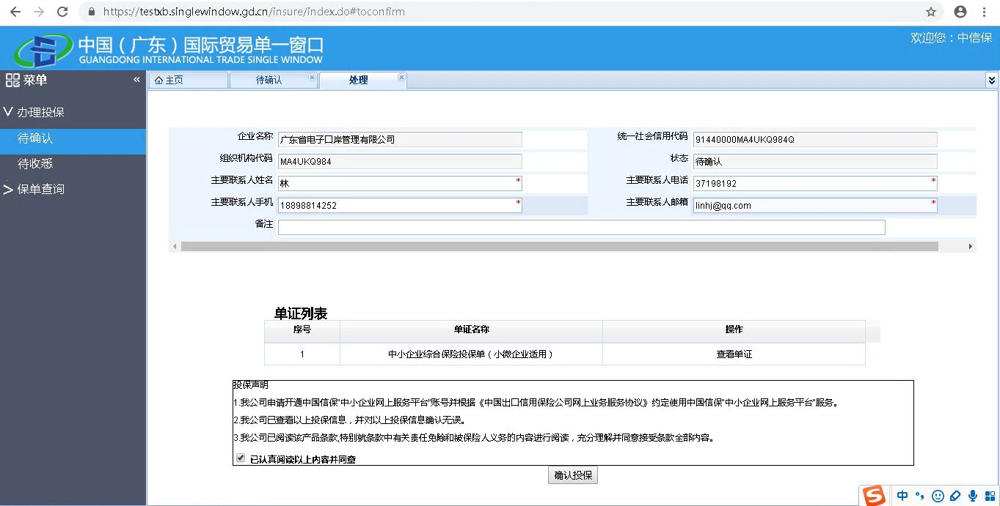 https://testxb.singlewindow.gd.cn/insure/index.do#toconfirm
中国（广东）国际贸易单一窗口
GUANGDONG INTERNATIONAL TRADE SINGLE WINDOW
欢迎您：中信保
菜单 «
主页 待确认 处理
办理投保
待确认
待收悉
保单查询
企业名称 广东省电子口岸管理有限公司 统一社会信用代码 91440000MA4UKQ984Q
组织机构代码 MA4UKQ984 状态 待确认
主要联系人姓名 林 * 主要联系人电话 37198192 *
主要联系人手机 18898814252 * 主要联系人邮箱 linhj@qq.com *
备注
单证列表
序号 单证名称 操作
1 中小企业综合保险投保单（小微企业适用） 查看单证
投保声明
1.我公司申请开通中国信保"中小企业网上服务平台"账号并根据《中国出口信用保险公司网上业务服务协议》约定使用中国信保"中小企业网上服务平台"服务。
2.我公司已查看以上投保信息，并对以上投保信息确认无误。
3.我公司已阅读该产品条款,特别就条款中有关责任免除和被保险人义务的内容进行阅读，充分理解并同意接受条款全部内容。
已认真阅读以上内容并同意
确认投保
S 中